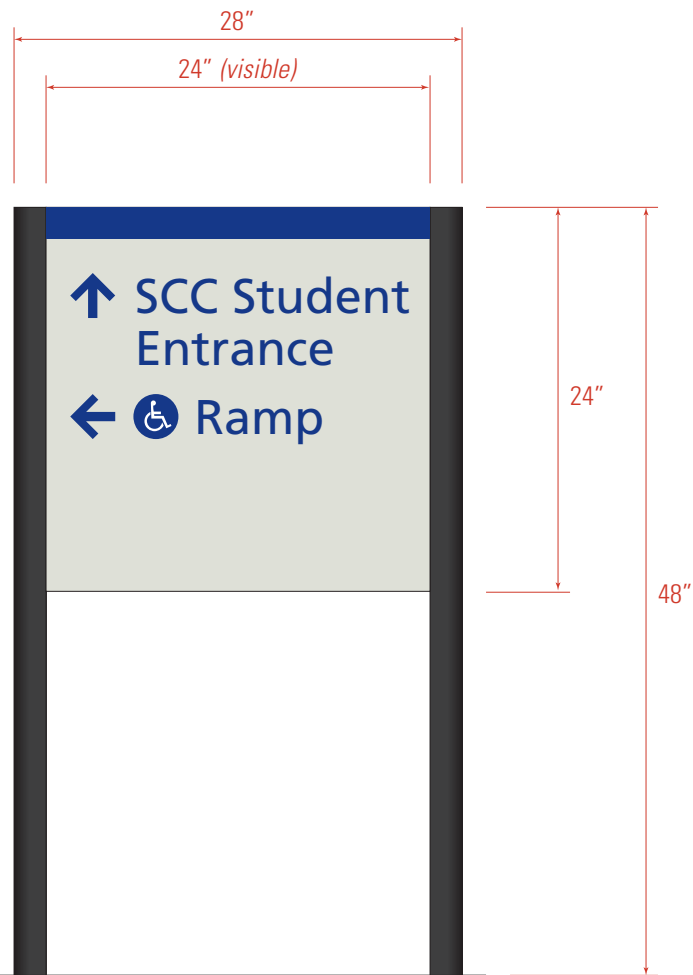 28”
24” (visible)
SCC Student
Entrance
Ramp
24”
48”